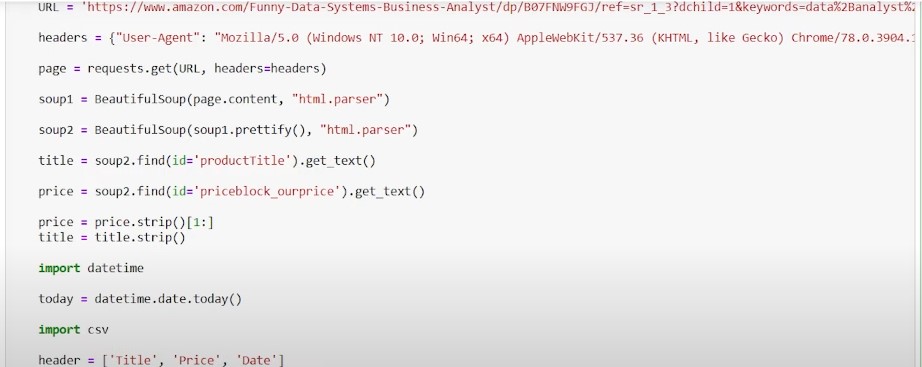 URL = 'https://www.amazon.com/Funny-Data-Systems-Business-Analyst/dp/B07FNW9FGJ/ref=sr_1_3?dchild=1&keywords=data%2Banalyst%2
headers = {"User-Agent": "Mozilla/5.0 (Windows NT 10.0; Win64; x64) AppleWebKit/537.36 (KHTML, like Gecko) Chrome/78.0.3904.1
page = requests.get(URL, headers=headers)
soup1 = BeautifulSoup(page.content, "html.parser")
soup2 = BeautifulSoup(soup1.prettify(), "html.parser")
title = soup2.find(id='productTitle').get_text()
price = soup2.find(id='priceblock_ourprice').get_text()
price = price.strip()[1:]
title = title.strip()
import datetime
today = datetime.date.today()
import csv
header = ['Title', 'Price', 'Date']